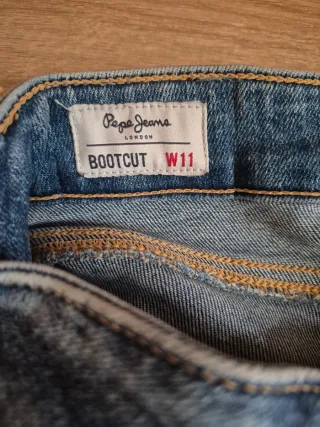 Pepe Jeans
LONDON
BOOTCUT W11